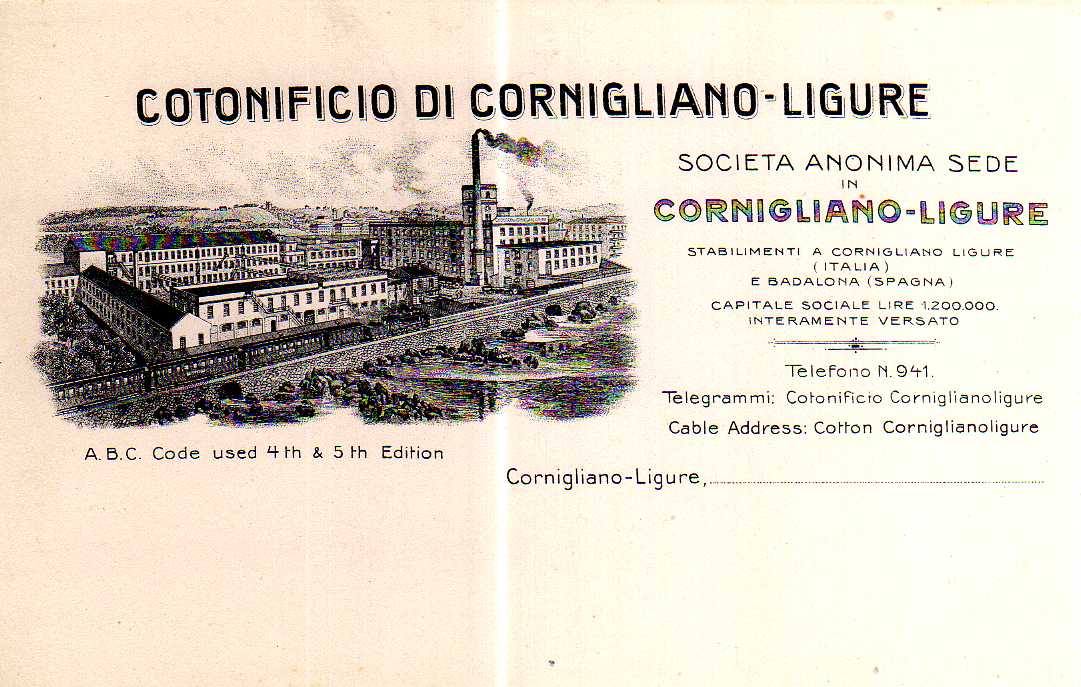 COTONIFICIO DI CORNIGLIANO-LIGURE
SOCIETA ANONIMA SEDE
IN
CORNIGLIANO-LIGURE
STABILIMENTI A CORNIGLIANO LIGURE
(ITALIA)
E BADALONA (SPAGNA)
CAPITALE SOCIALE LIRE 1.200.000.
INTERAMENTE VERSATO
Telefono N. 941.
Telegrammi: Cotonificio Corniglianoligure
Cable Address: Cotton Corniglianoligure
A.B.C. Code used 4th & 5th Edition
Cornigliano-Ligure,